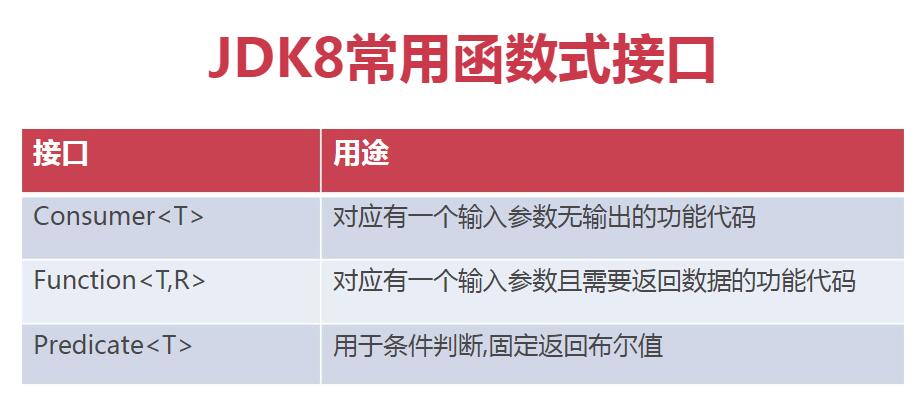 JDK8常用函数式接口
接口 用途
Consumer<T> 对应有一个输入参数无输出的功能代码
Function<T,R> 对应有一个输入参数且需要返回数据的功能代码
Predicate<T> 用于条件判断,固定返回布尔值